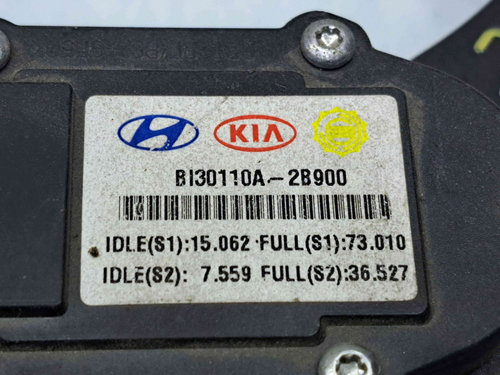 KIA
BI30110A-2B900
IDLE(S1):15.062 FULL(S1):73.010
IDLE(S2): 7.559 FULL(S2):36.527